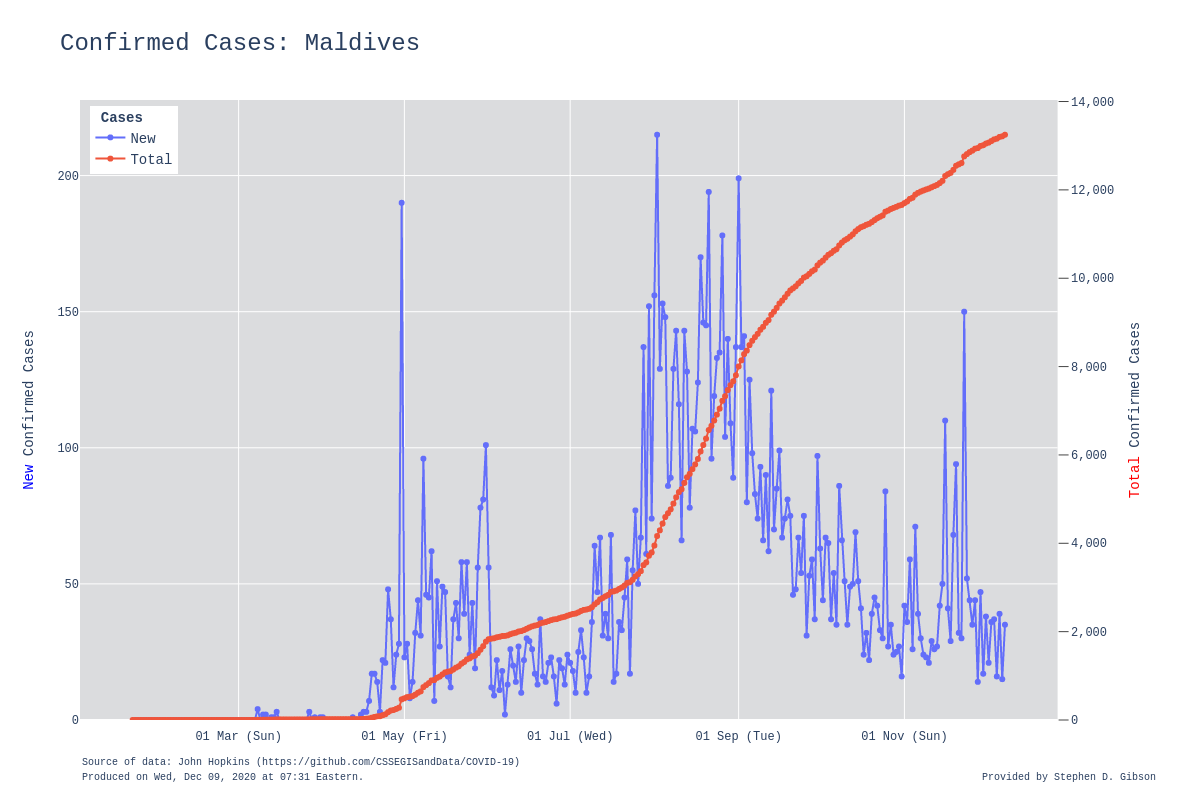 Confirmed Cases: Maldives
Cases
New
Total
14,000
12,000
10,000
8,000
6,000
4,000
2,000
0
200
150
100
50
0
New Confirmed Cases
Total Confirmed Cases
01 Mar (Sun)
01 May (Fri)
01 Jul (Wed)
01 Sep (Tue)
01 Nov (Sun)
Source of data: John Hopkins (https://github.com/CSSEGISandData/COVID-19)
Produced on Wed, Dec 09, 2020 at 07:31 Eastern.
Provided by Stephen D. Gibson